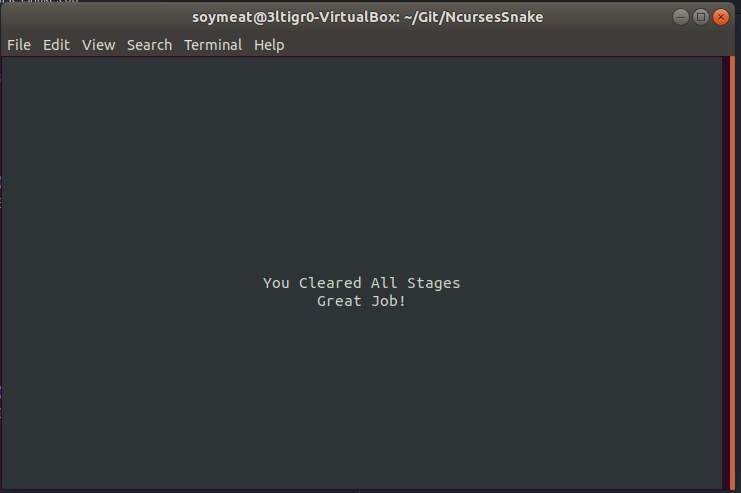 soymeat@3ltigr0-VirtualBox: ~/Git/NcursesSnake
File Edit View Search Terminal Help
You Cleared All Stages
Great Job!